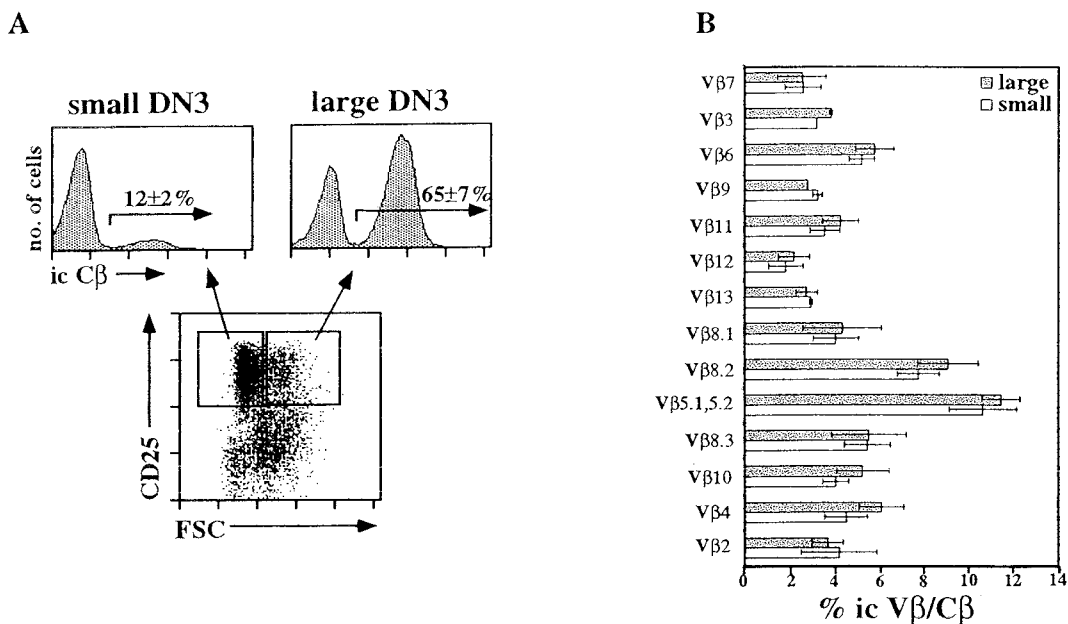 A
small DN3
large DN3
no. of cells
12±2%
65±7%
ic Cβ
CD25
FSC
B
large
small
Vβ7
Vβ3
Vβ6
Vβ9
Vβ11
Vβ12
Vβ13
Vβ8.1
Vβ8.2
Vβ5.1,5.2
Vβ8.3
Vβ10
Vβ4
Vβ2
0 2 4 6 8 10 12 14
% ic Vβ/Cβ